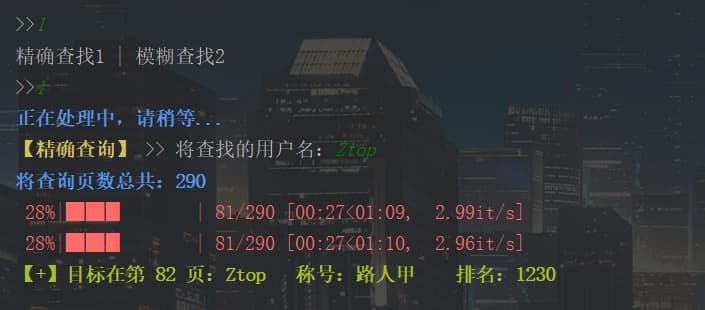 >>1
精确查找1 | 模糊查找2
>>1
正在处理中，请稍等...
【精确查询】 >> 将查找的用户名：Ztop
将查询页数总共：290
28%|███ | 81/290 [00:27<01:09, 2.99it/s]
28%|███ | 81/290 [00:27<01:10, 2.96it/s]
【+】目标在第 82 页：Ztop 称号：路人甲 排名：1230